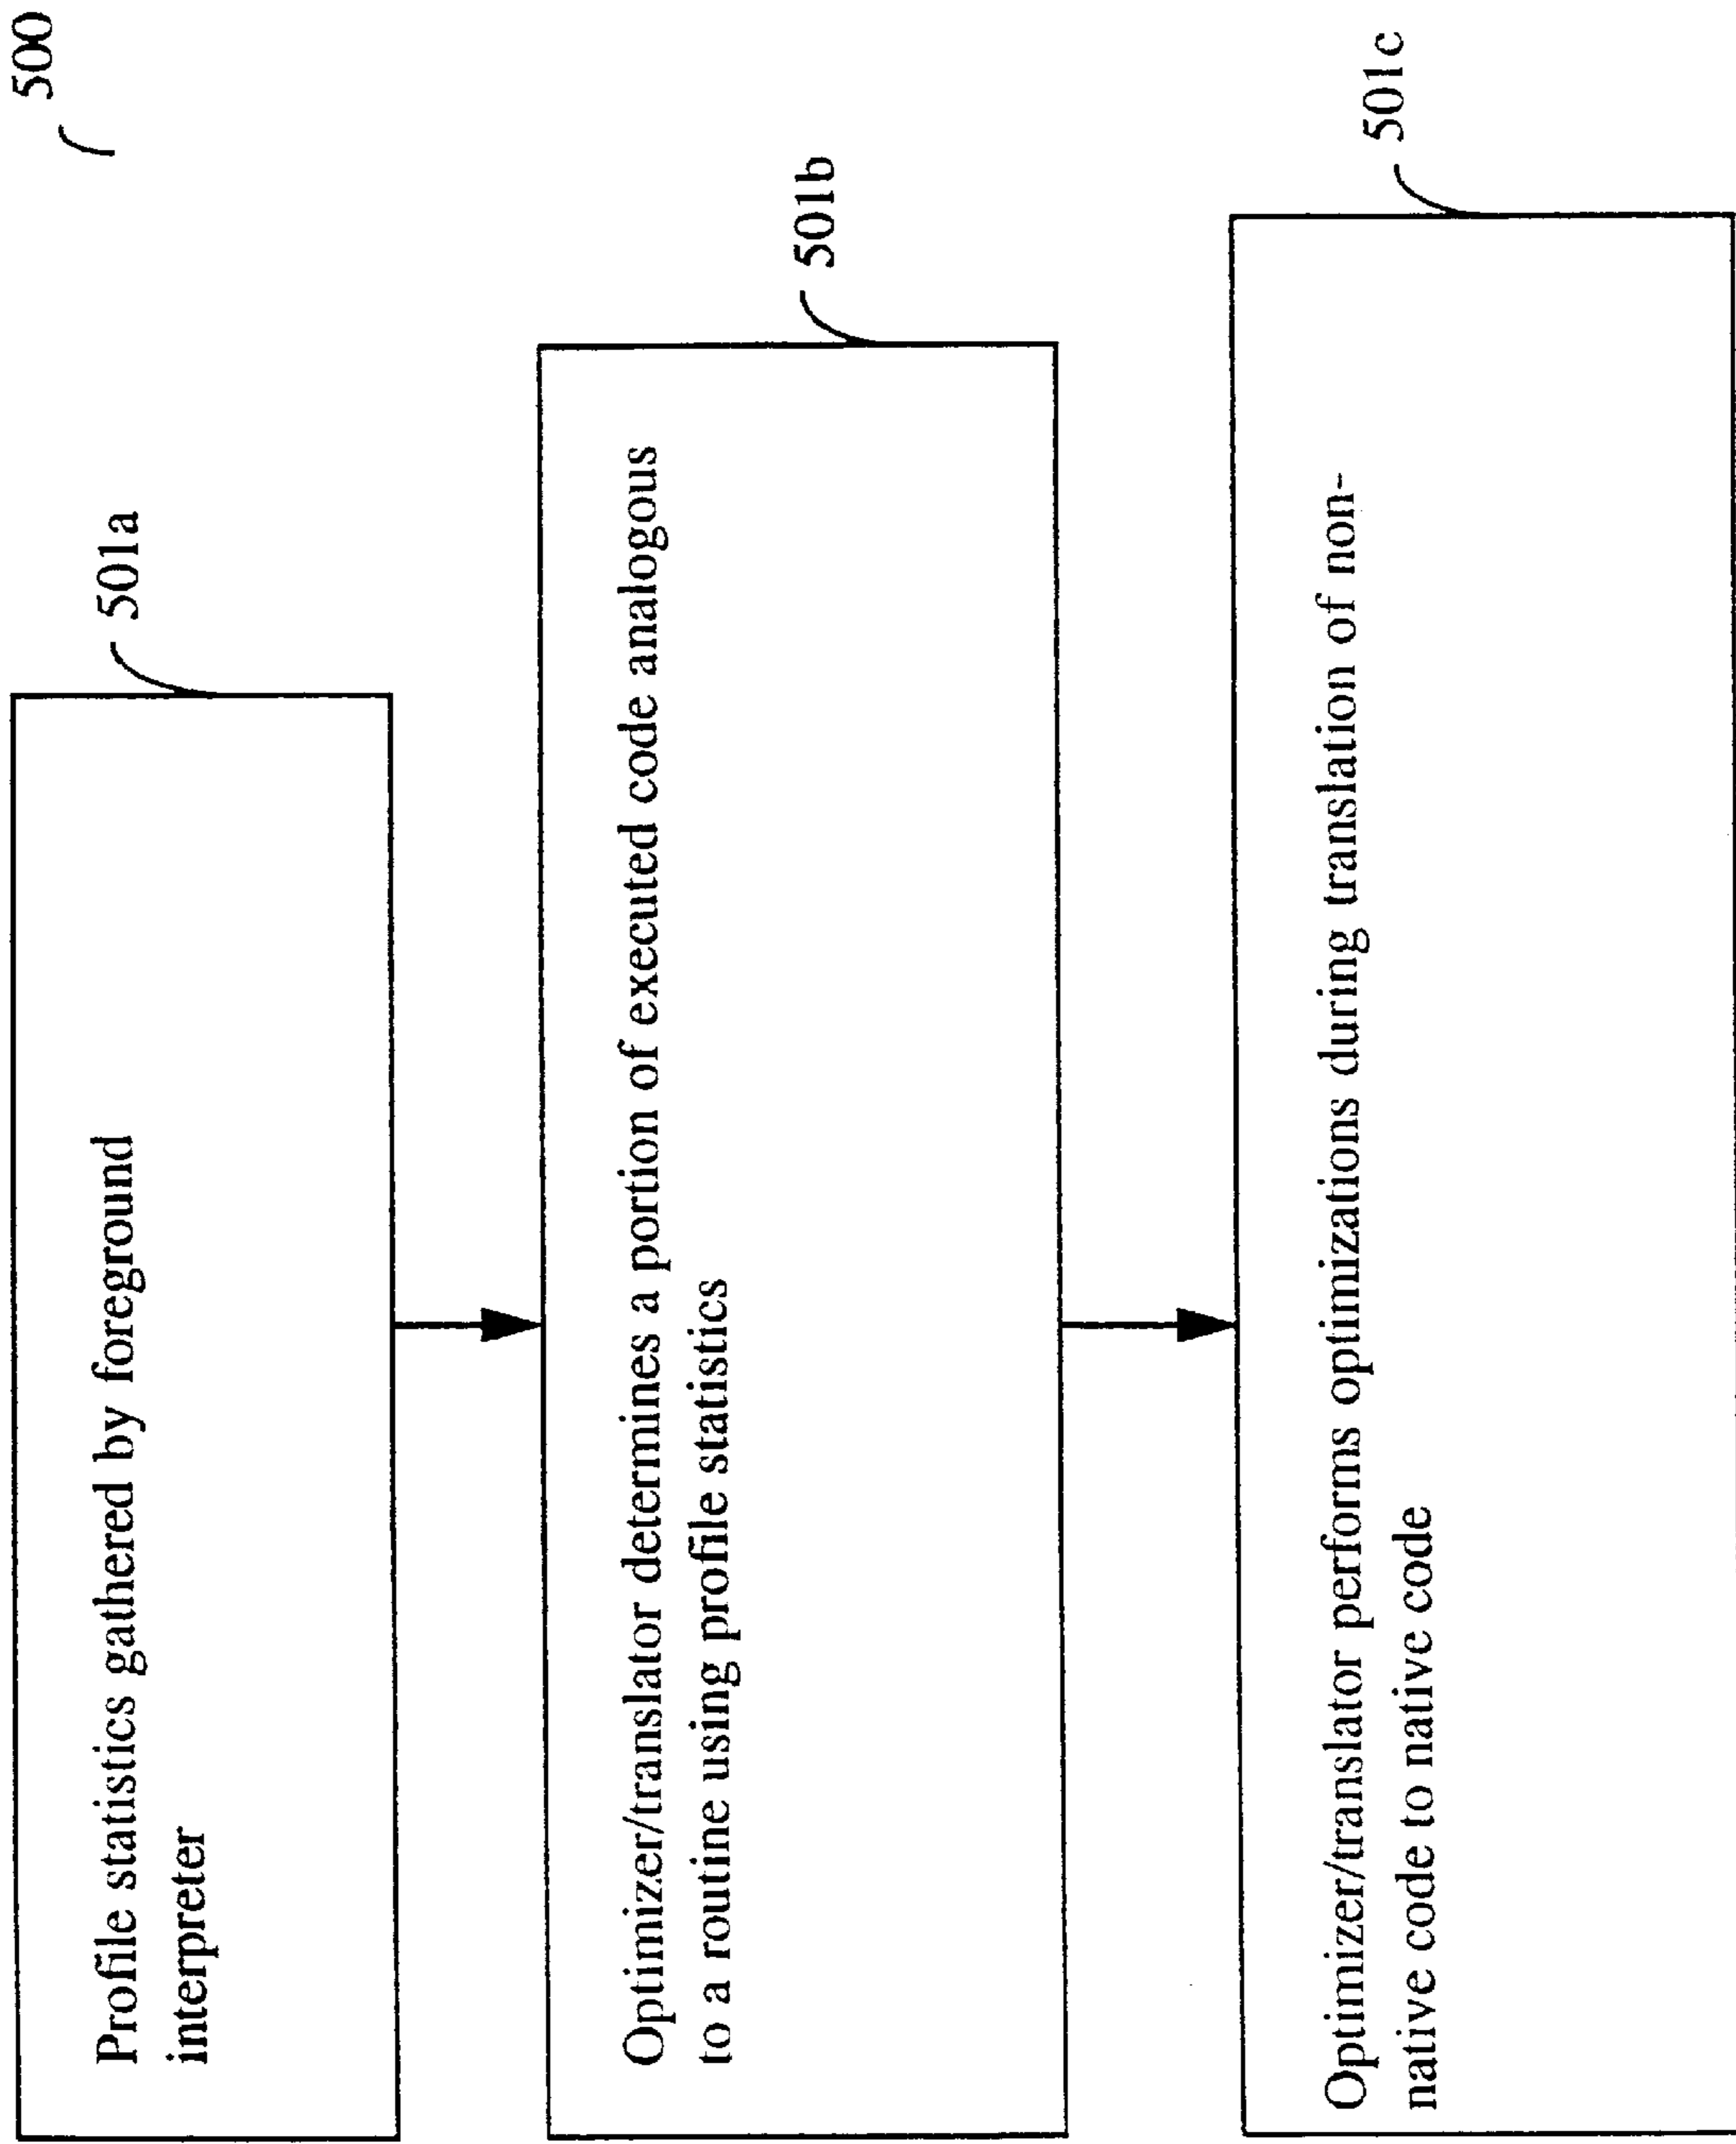 500
501a
Profile statistics gathered by foreground
interpreter
501b
Optimizer/translator determines a portion of executed code analogous
to a routine using profile statistics
501c
Optimizer/translator performs optimizations during translation of non-
native code to native code